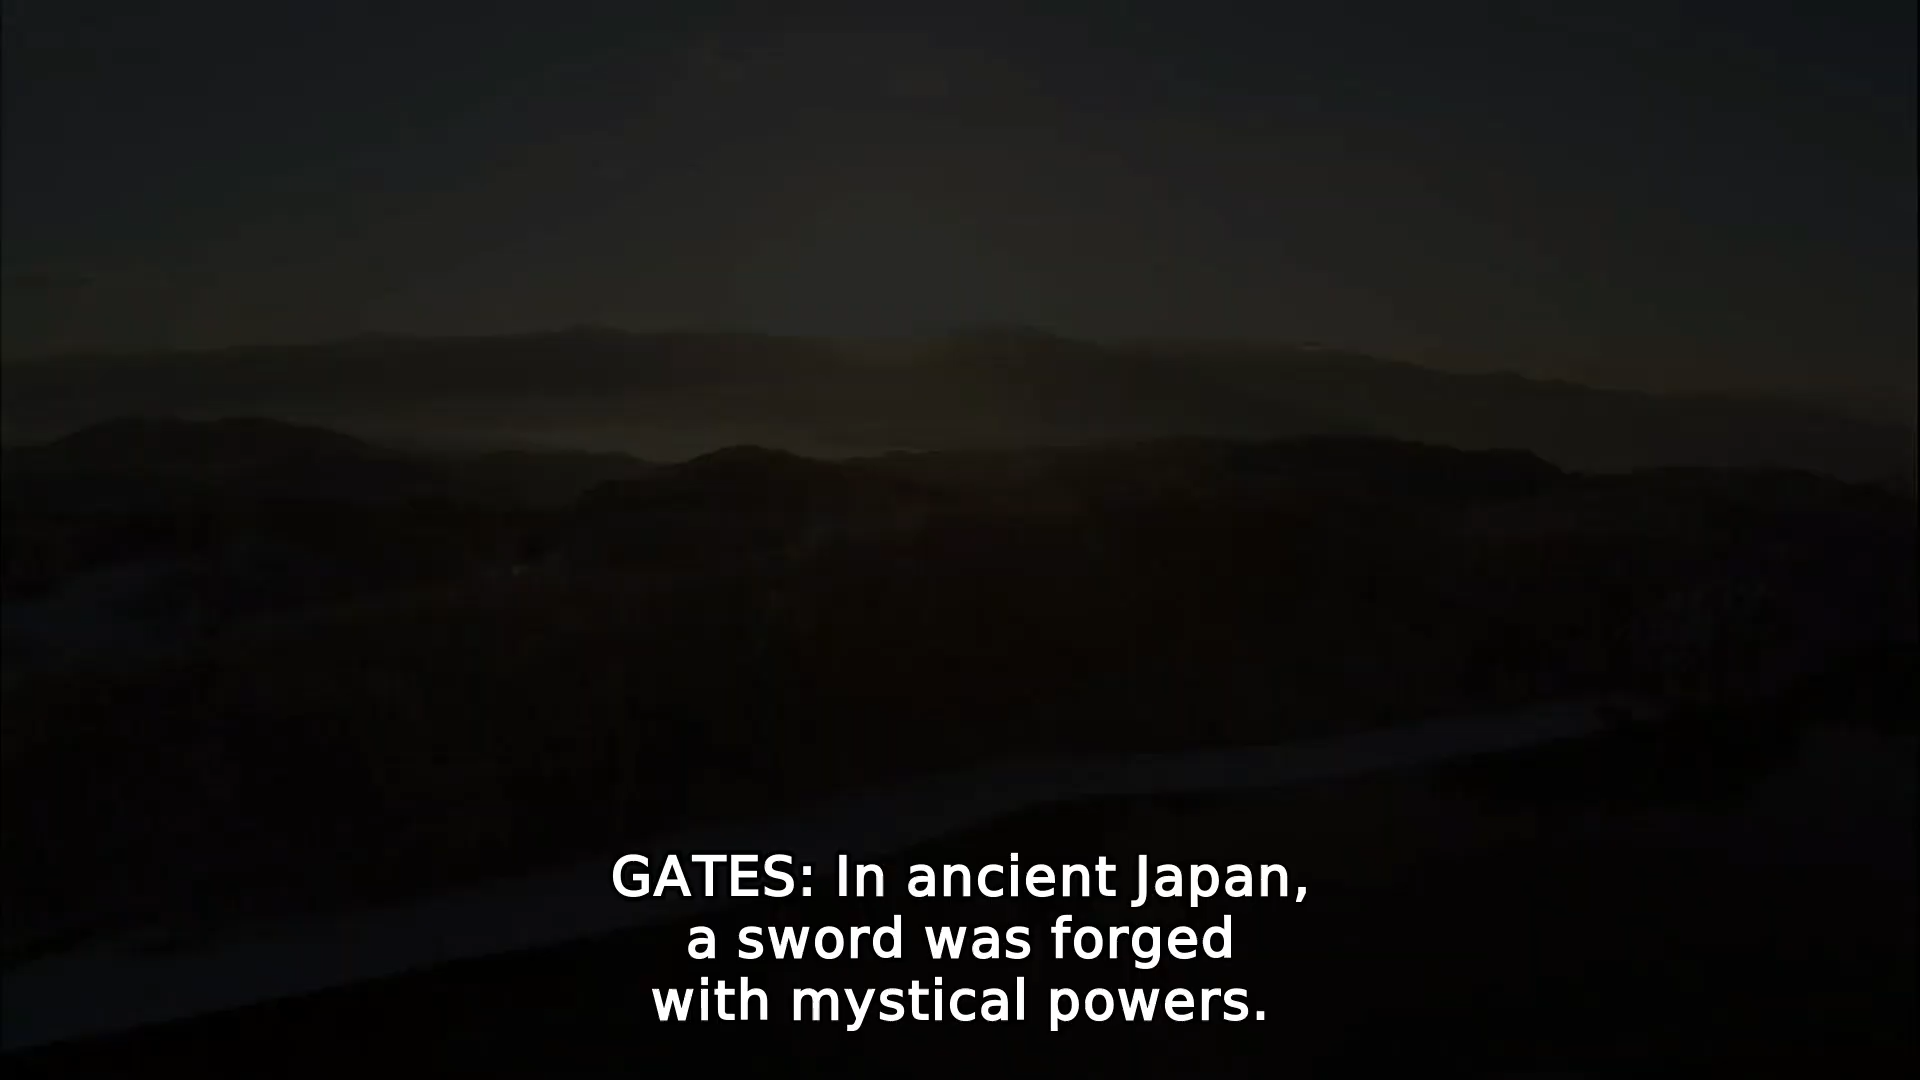 GATES: In ancient Japan,
a sword was forged
with mystical powers.